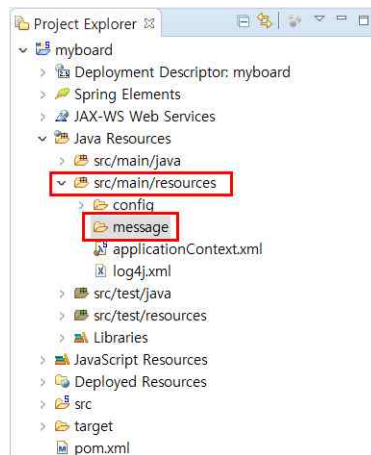 Project Explorer
myboard
Deployment Descriptor: myboard
Spring Elements
JAX-WS Web Services
Java Resources
src/main/java
src/main/resources
config
message
applicationContext.xml
log4j.xml
src/test/java
src/test/resources
Libraries
JavaScript Resources
Deployed Resources
src
target
pom.xml